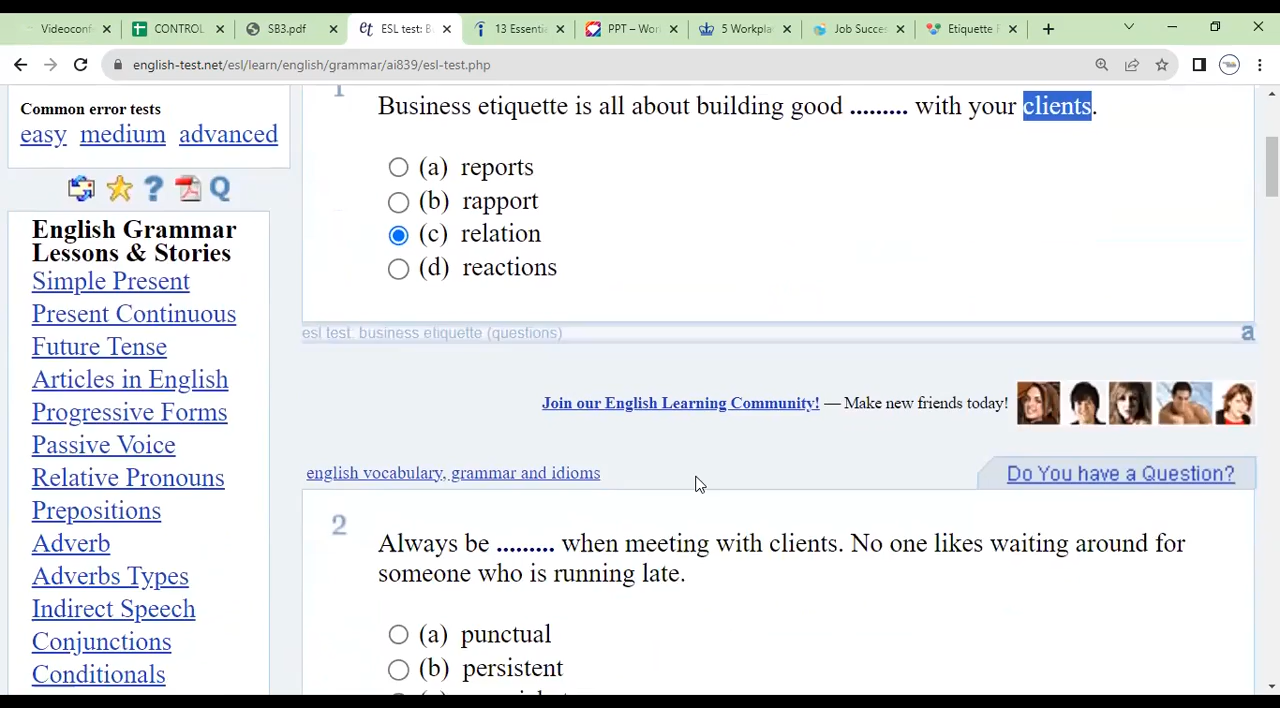 Videocont
CONTROL
SB3.pdf
et ESL test: B
13 Essenti
PPT – Wor
5 Workpla
Job Succes
Etiquette
english-test.net/esl/learn/english/grammar/ai839/esl-test.php
Common error tests
easy medium advanced
? Q
English Grammar
Lessons & Stories
Simple Present
Present Continuous
Future Tense
Articles in English
Progressive Forms
Passive Voice
Relative Pronouns
Prepositions
Adverb
Adverbs Types
Indirect Speech
Conjunctions
Conditionals
1
Business etiquette is all about building good ......... with your clients.
(a) reports
(b) rapport
(c) relation
(d) reactions
esl test: business etiquette (questions)
a
Join our English Learning Community! — Make new friends today!
english vocabulary, grammar and idioms
Do You have a Question?
2
Always be ......... when meeting with clients. No one likes waiting around for
someone who is running late.
(a) punctual
(b) persistent